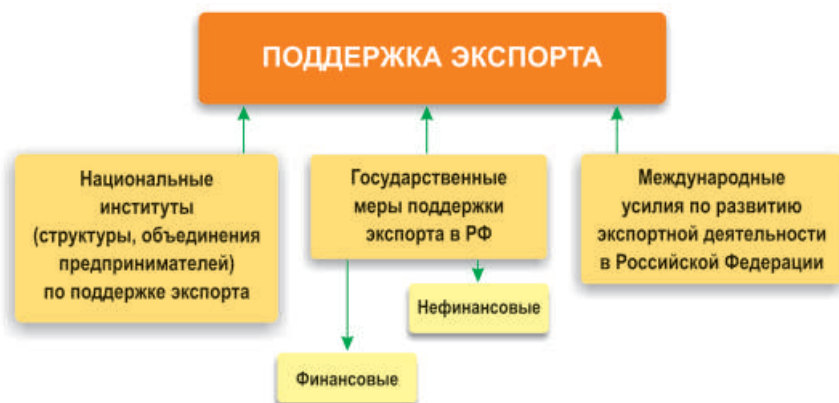 ПОДДЕРЖКА ЭКСПОРТА
Национальные
институты
(структуры, объединения
предпринимателей)
по поддержке экспорта
Государственные
меры поддержки
экспорта в РФ
Международные
усилия по развитию
экспортной деятельности
в Российской Федерации
Нефинансовые
Финансовые